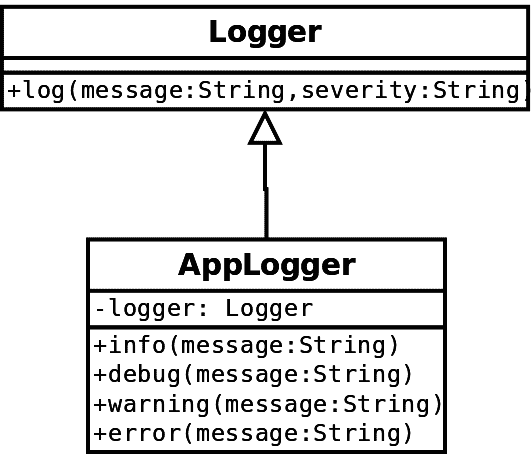 Logger
+log(message:String,severity:String)
AppLogger
-logger: Logger
+info(message:String)
+debug(message:String)
+warning(message:String)
+error(message:String)